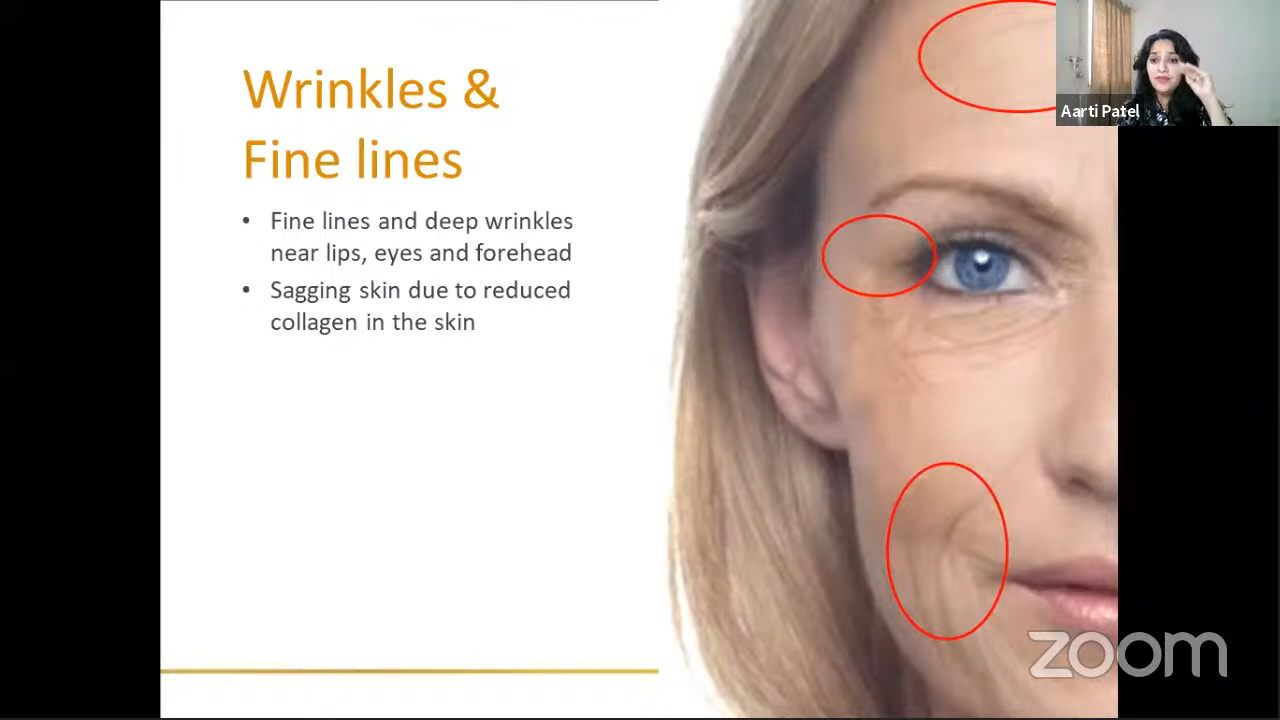 Wrinkles &
Fine lines
• Fine lines and deep wrinkles
near lips, eyes and forehead
• Sagging skin due to reduced
collagen in the skin
Aarti Patel
zoom